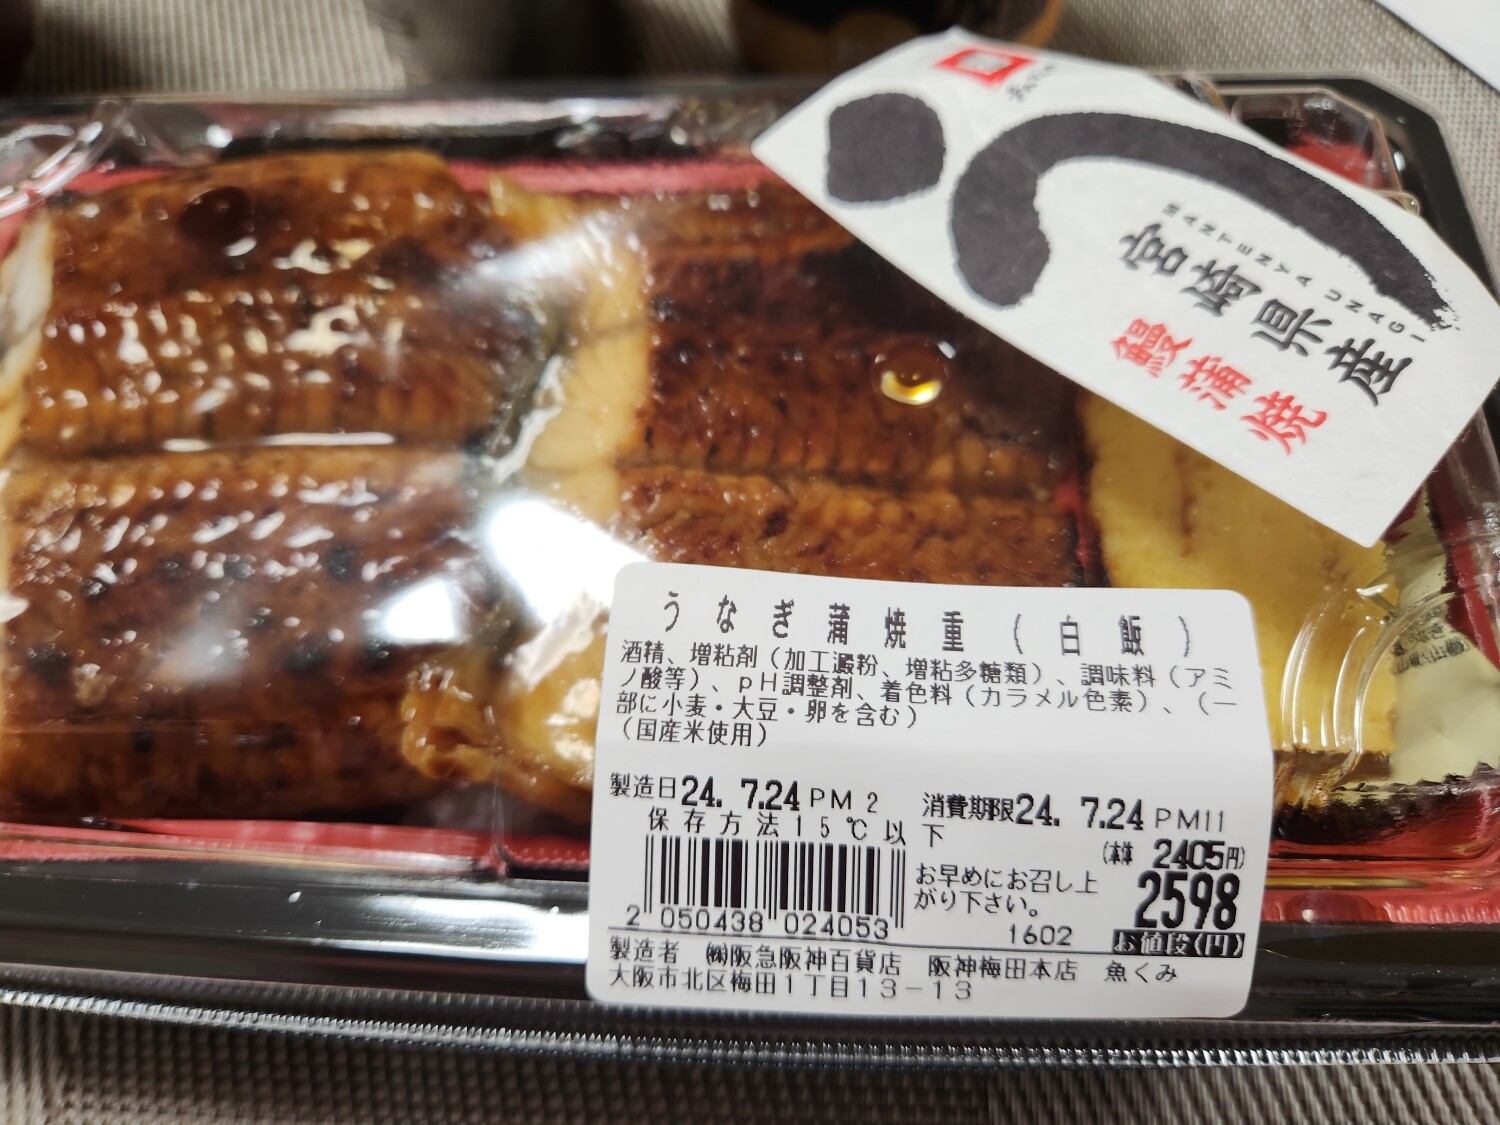 う
MANTENYA UNAGI
宮崎県産
鰻蒲焼
うなぎ蒲焼重(白飯)
酒精、増粘剤(加工澱粉、増粘多糖類)、調味料(アミ
ノ酸等)、pH調整剤、着色料(カラメル色素)、(一
部に小麦・大豆・卵を含む)
(国産米使用)
製造日24. 7.24 PM 2 消費期限24. 7.24 PM11
保存方法15℃以下
(本体 2405円)
お早めにお召し上
がり下さい。
2598
2 050438 024053
1602
お値段(円)
製造者 ㈱阪急阪神百貨店 阪神梅田本店 魚くみ
大阪市北区梅田1丁目13-13